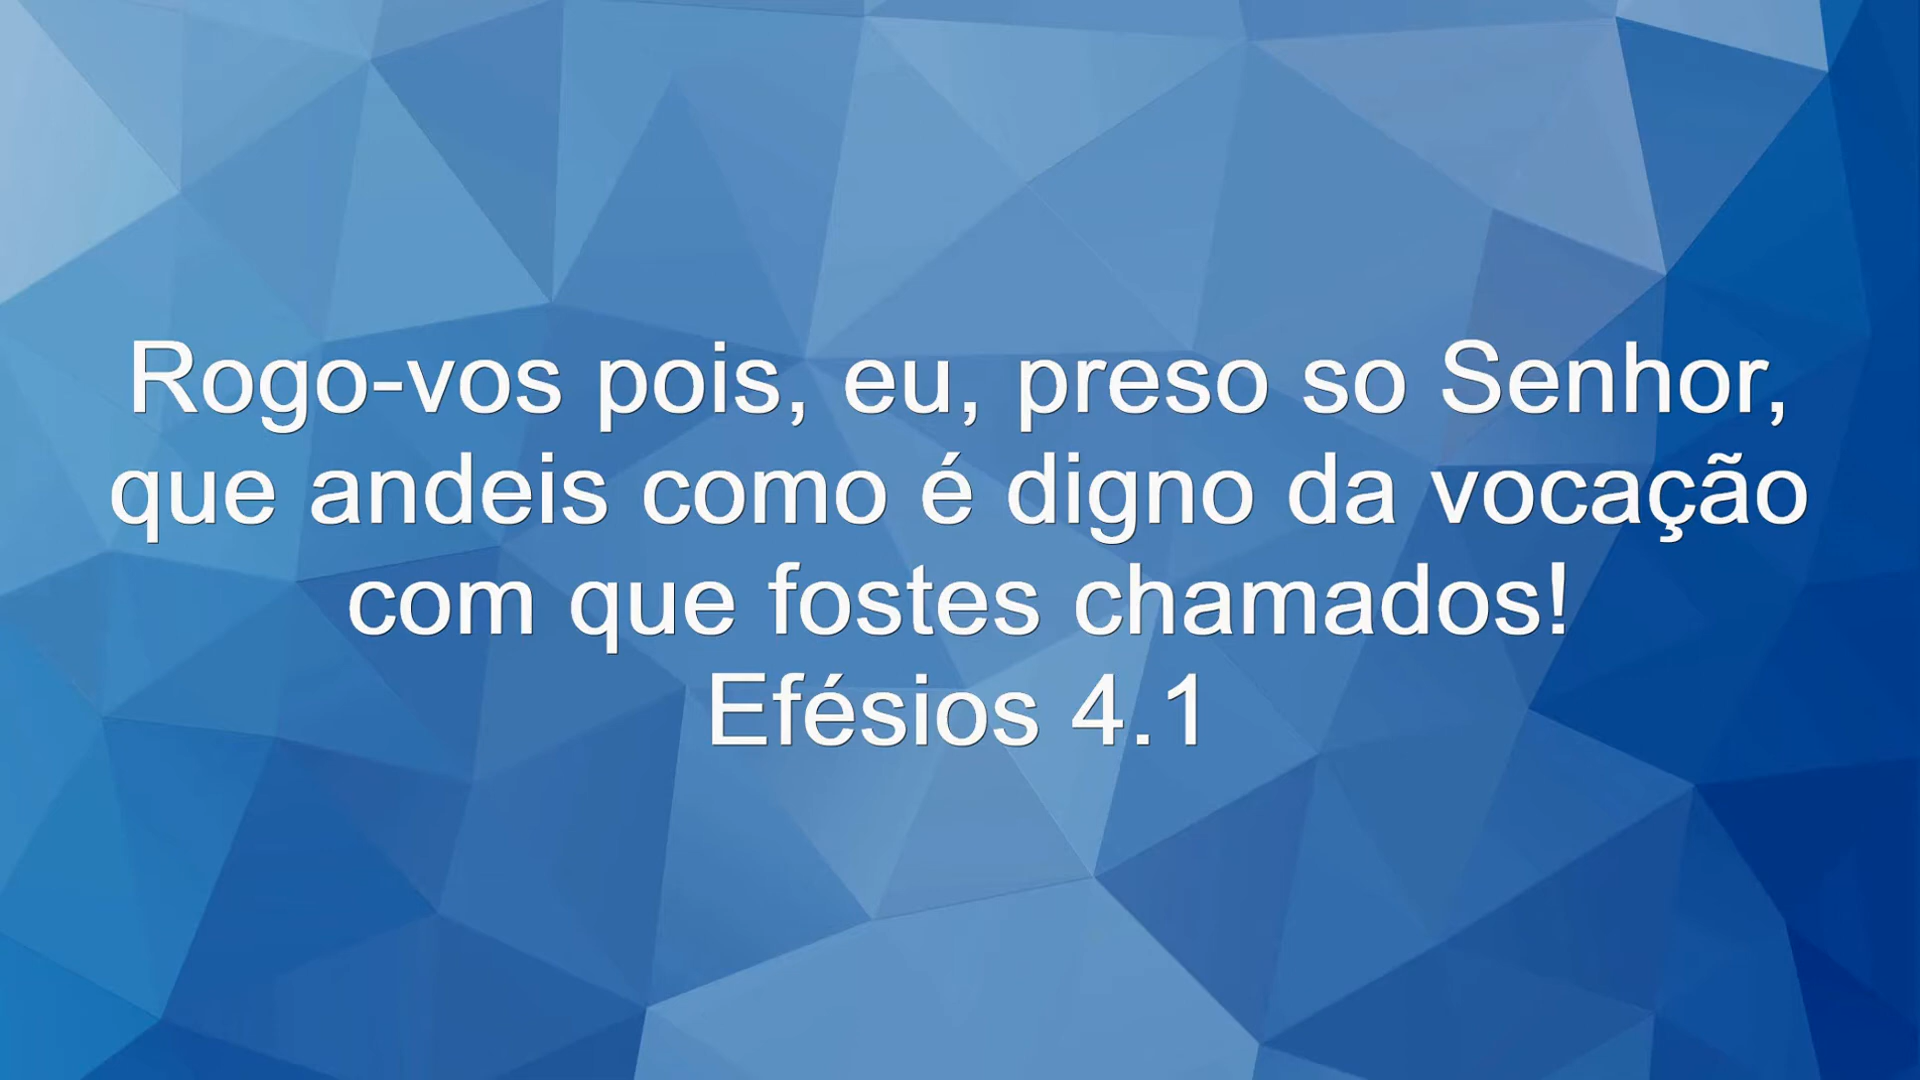 Rogo-vos pois, eu, preso so Senhor,
que andeis como é digno da vocação
com que fostes chamados!
Efésios 4.1